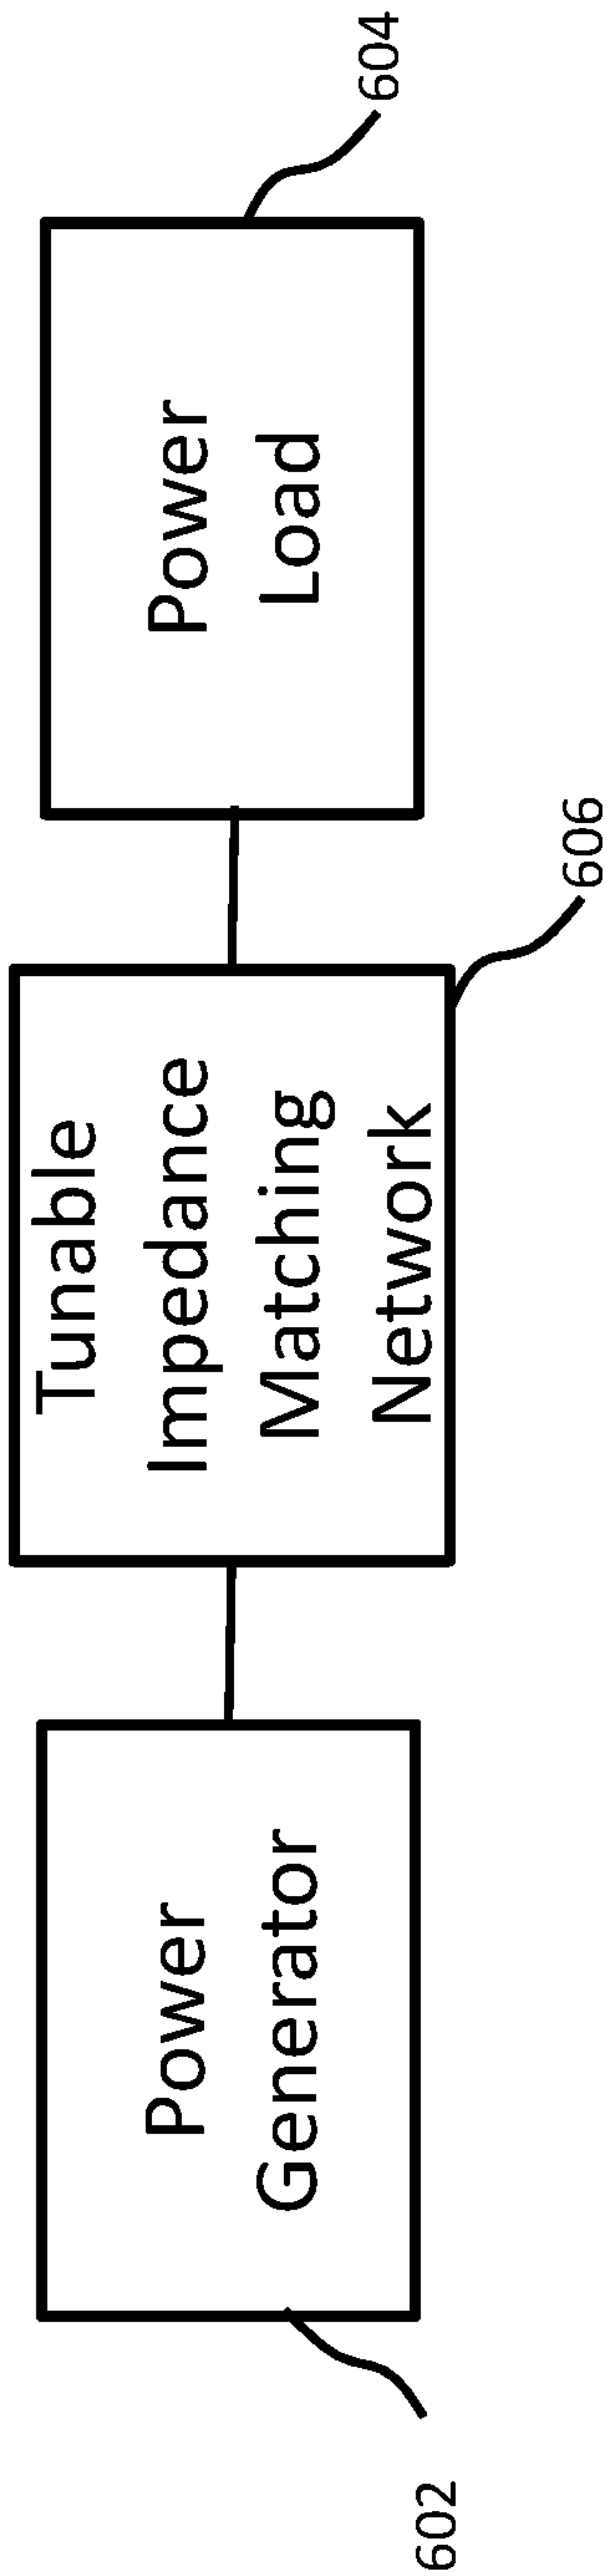 Power
Generator
602
Tunable
Impedance
Matching
Network
606
Power
Load
604